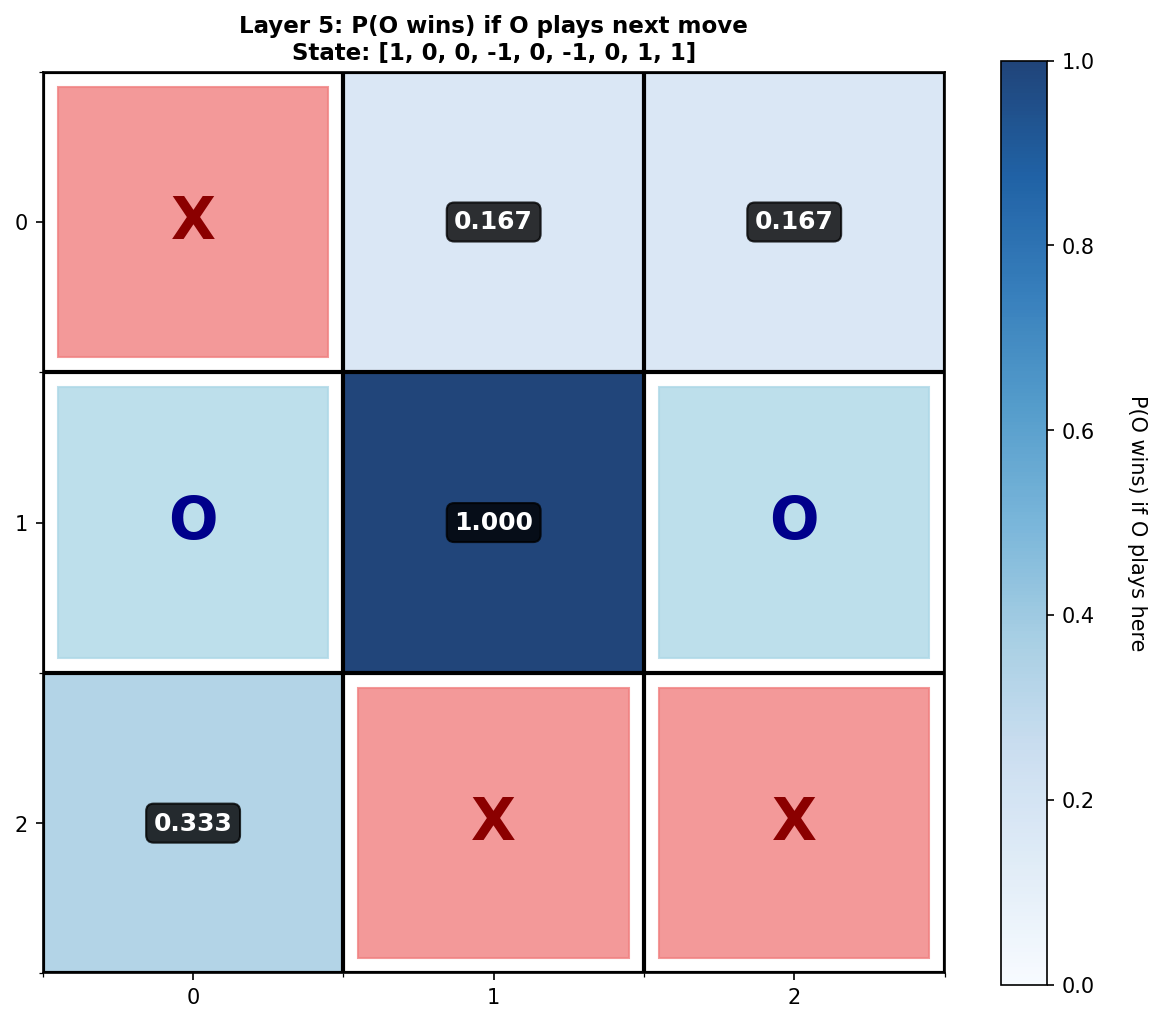 Layer 5: P(O wins) if O plays next move
State: [1, 0, 0, -1, 0, -1, 0, 1, 1]
X
0.167
0.167
O
1.000
O
0.333
X
X
0
1
2
0
1
2
1.0
0.8
0.6
0.4
0.2
0.0
P(O wins) if O plays here